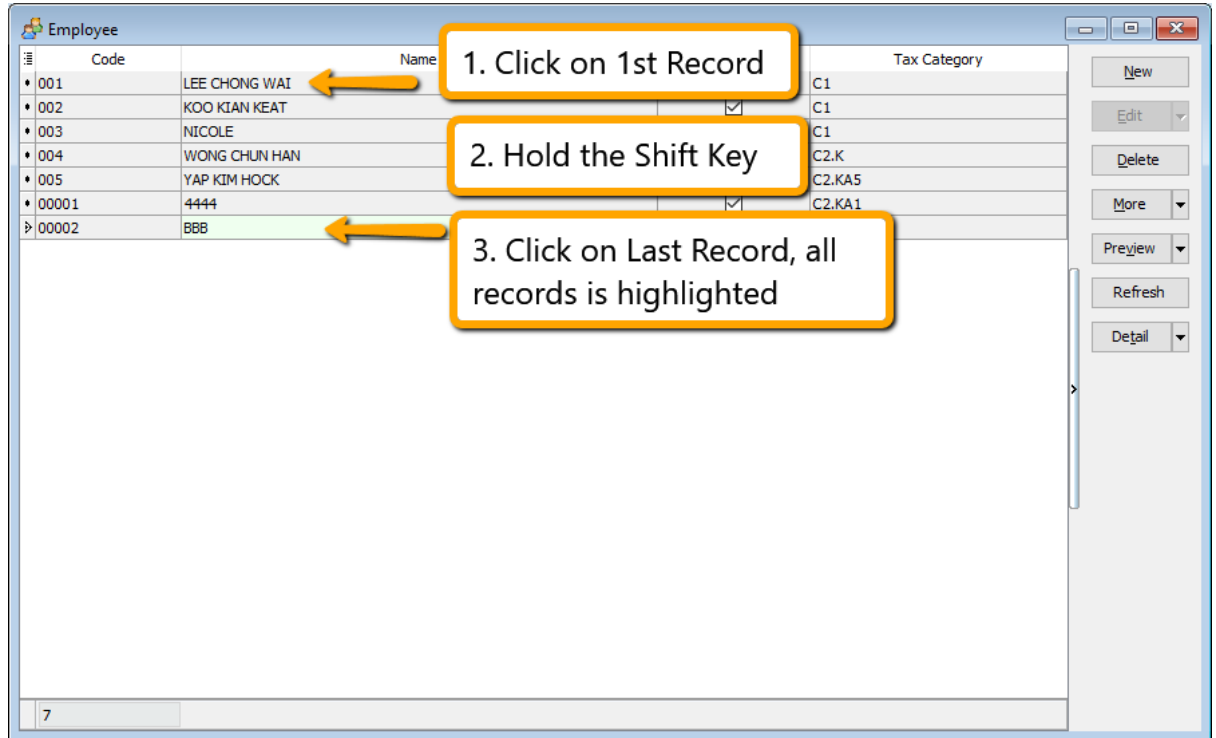 Employee
Code Name Tax Category
001 LEE CHONG WAI C1
002 KOO KIAN KEAT C1
003 NICOLE C1
004 WONG CHUN HAN C2.K
005 YAP KIM HOCK C2.KA5
00001 4444 C2.KA1
00002 BBB
1. Click on 1st Record
2. Hold the Shift Key
3. Click on Last Record, all
records is highlighted
New
Edit
Delete
More
Preview
Refresh
Detail
7